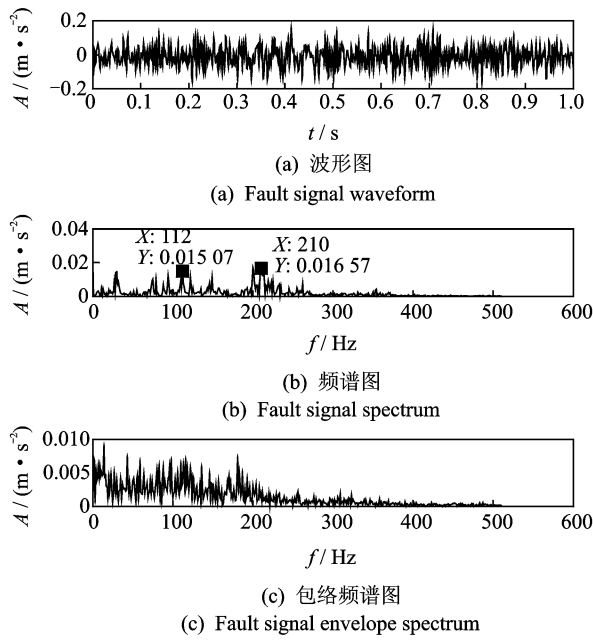 A / (m • s⁻²)
0.2
0
−0.2
0 0.1 0.2 0.3 0.4 0.5 0.6 0.7 0.8 0.9 1.0
t / s
(a) 波形图
(a) Fault signal waveform
A / (m • s⁻²)
0.04
0.02
0
X: 112
Y: 0.015 07
X: 210
Y: 0.016 57
0 100 200 300 400 500 600
f / Hz
(b) 频谱图
(b) Fault signal spectrum
A / (m • s⁻²)
0.010
0.005
0
0 100 200 300 400 500 600
f / Hz
(c) 包络频谱图
(c) Fault signal envelope spectrum